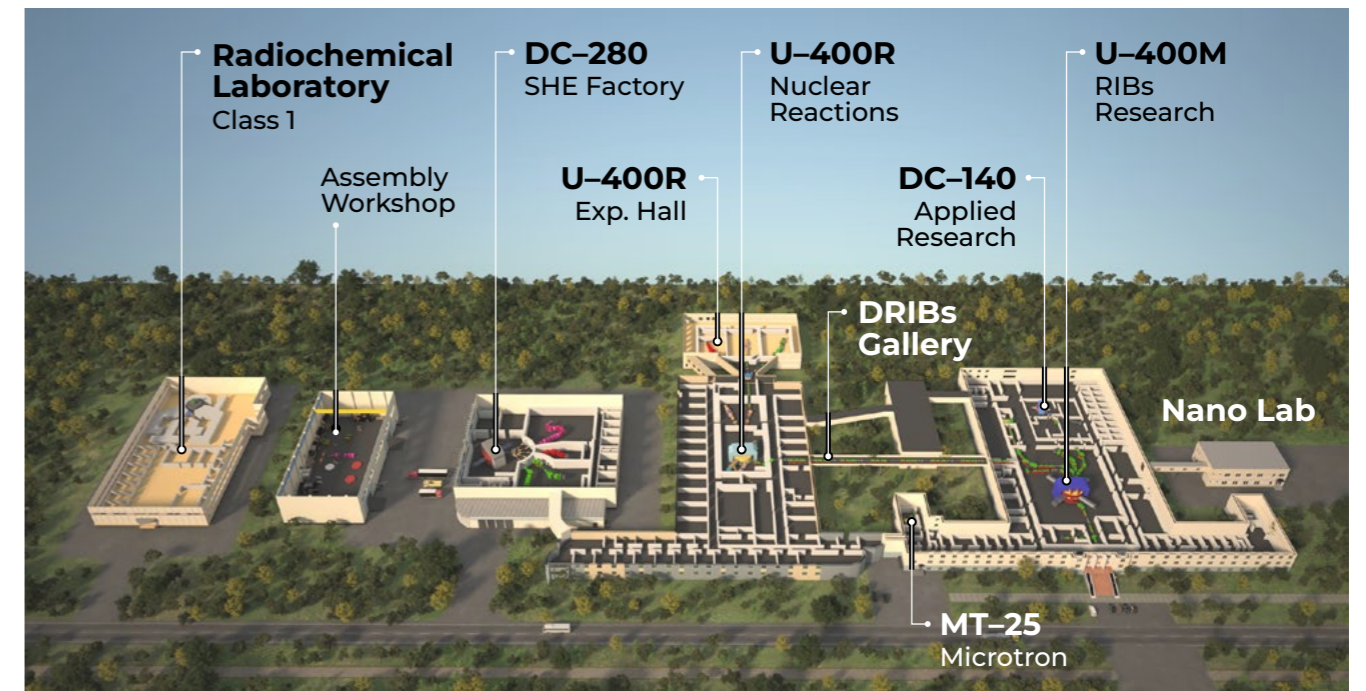 Radiochemical
Laboratory
Class 1
DC–280
SHE Factory
U–400R
Nuclear
Reactions
U–400M
RIBs
Research
Assembly
Workshop
U–400R
Exp. Hall
DC–140
Applied
Research
DRIBs
Gallery
Nano Lab
MT–25
Microtron